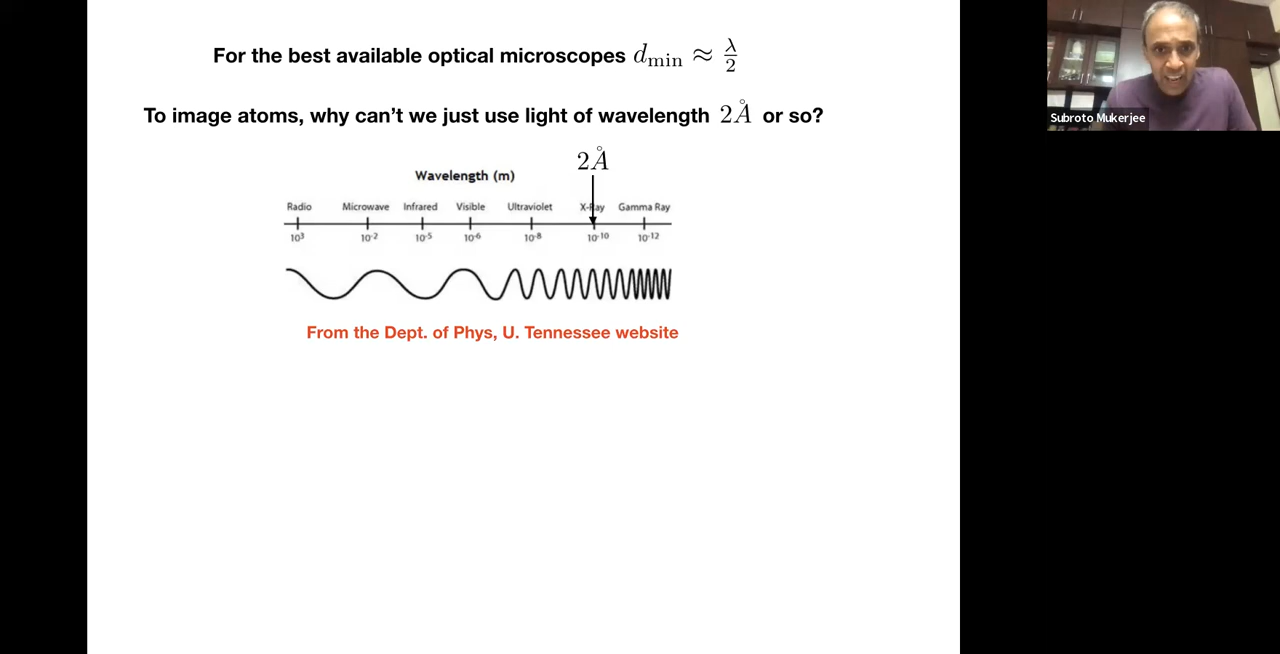 For the best available optical microscopes d_min ≈ λ/2
To image atoms, why can't we just use light of wavelength 2Å or so?
2Å
Wavelength (m)
Radio Microwave Infrared Visible Ultraviolet X-Ray Gamma Ray
10³ 10⁻² 10⁻⁵ 10⁻⁶ 10⁻⁸ 10⁻¹⁰ 10⁻¹²
From the Dept. of Phys, U. Tennessee website
Subroto Mukerjee